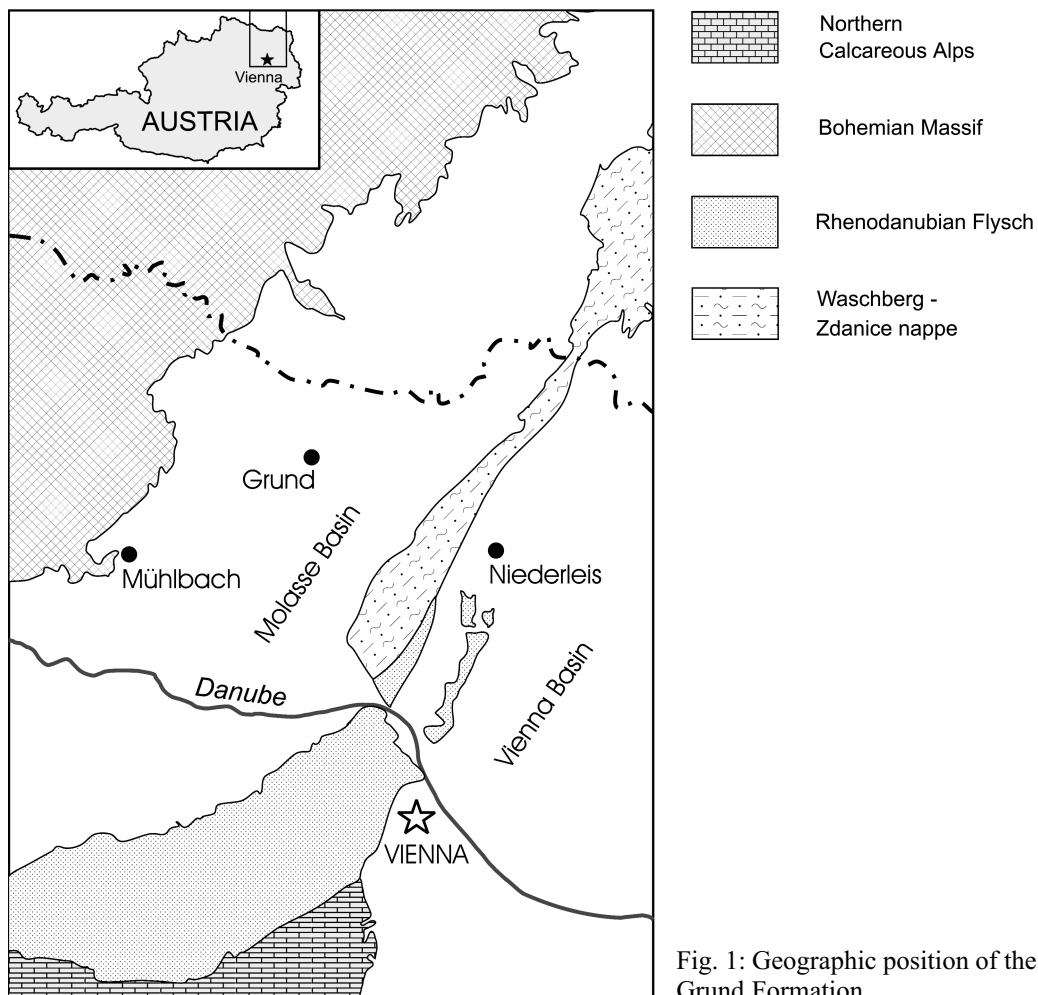 Vienna
AUSTRIA
Northern
Calcareous Alps
Bohemian Massif
Rhenodanubian Flysch
Waschberg -
Zdanice nappe
Grund
Mühlbach
Molasse Basin
Niederleis
Danube
Vienna Basin
VIENNA
Fig. 1: Geographic position of the
Grund Formation